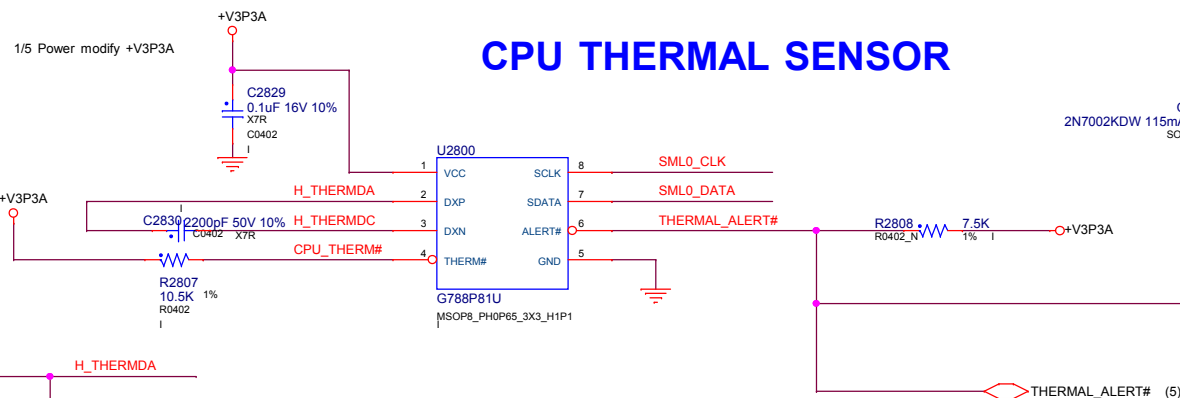 +V3P3A
1/5 Power modify +V3P3A
CPU THERMAL SENSOR
C2829
0.1uF 16V 10%
X7R
C0402
I
2N7002KDW 115mA
SO
U2800
1 VCC SCLK 8 SML0_CLK
H_THERMDA 2 DXP SDATA 7 SML0_DATA
+V3P3A
I
C2830 2200pF 50V 10% H_THERMDC 3 DXN ALERT# 6 THERMAL_ALERT#
C0402 X7R
R2808 7.5K +V3P3A
R0402_N 1% I
CPU_THERM# 4 THERM# GND 5
R2807
10.5K 1%
R0402
I
G788P81U
MSOP8_PH0P65_3X3_H1P1
I
H_THERMDA
THERMAL_ALERT# (5)